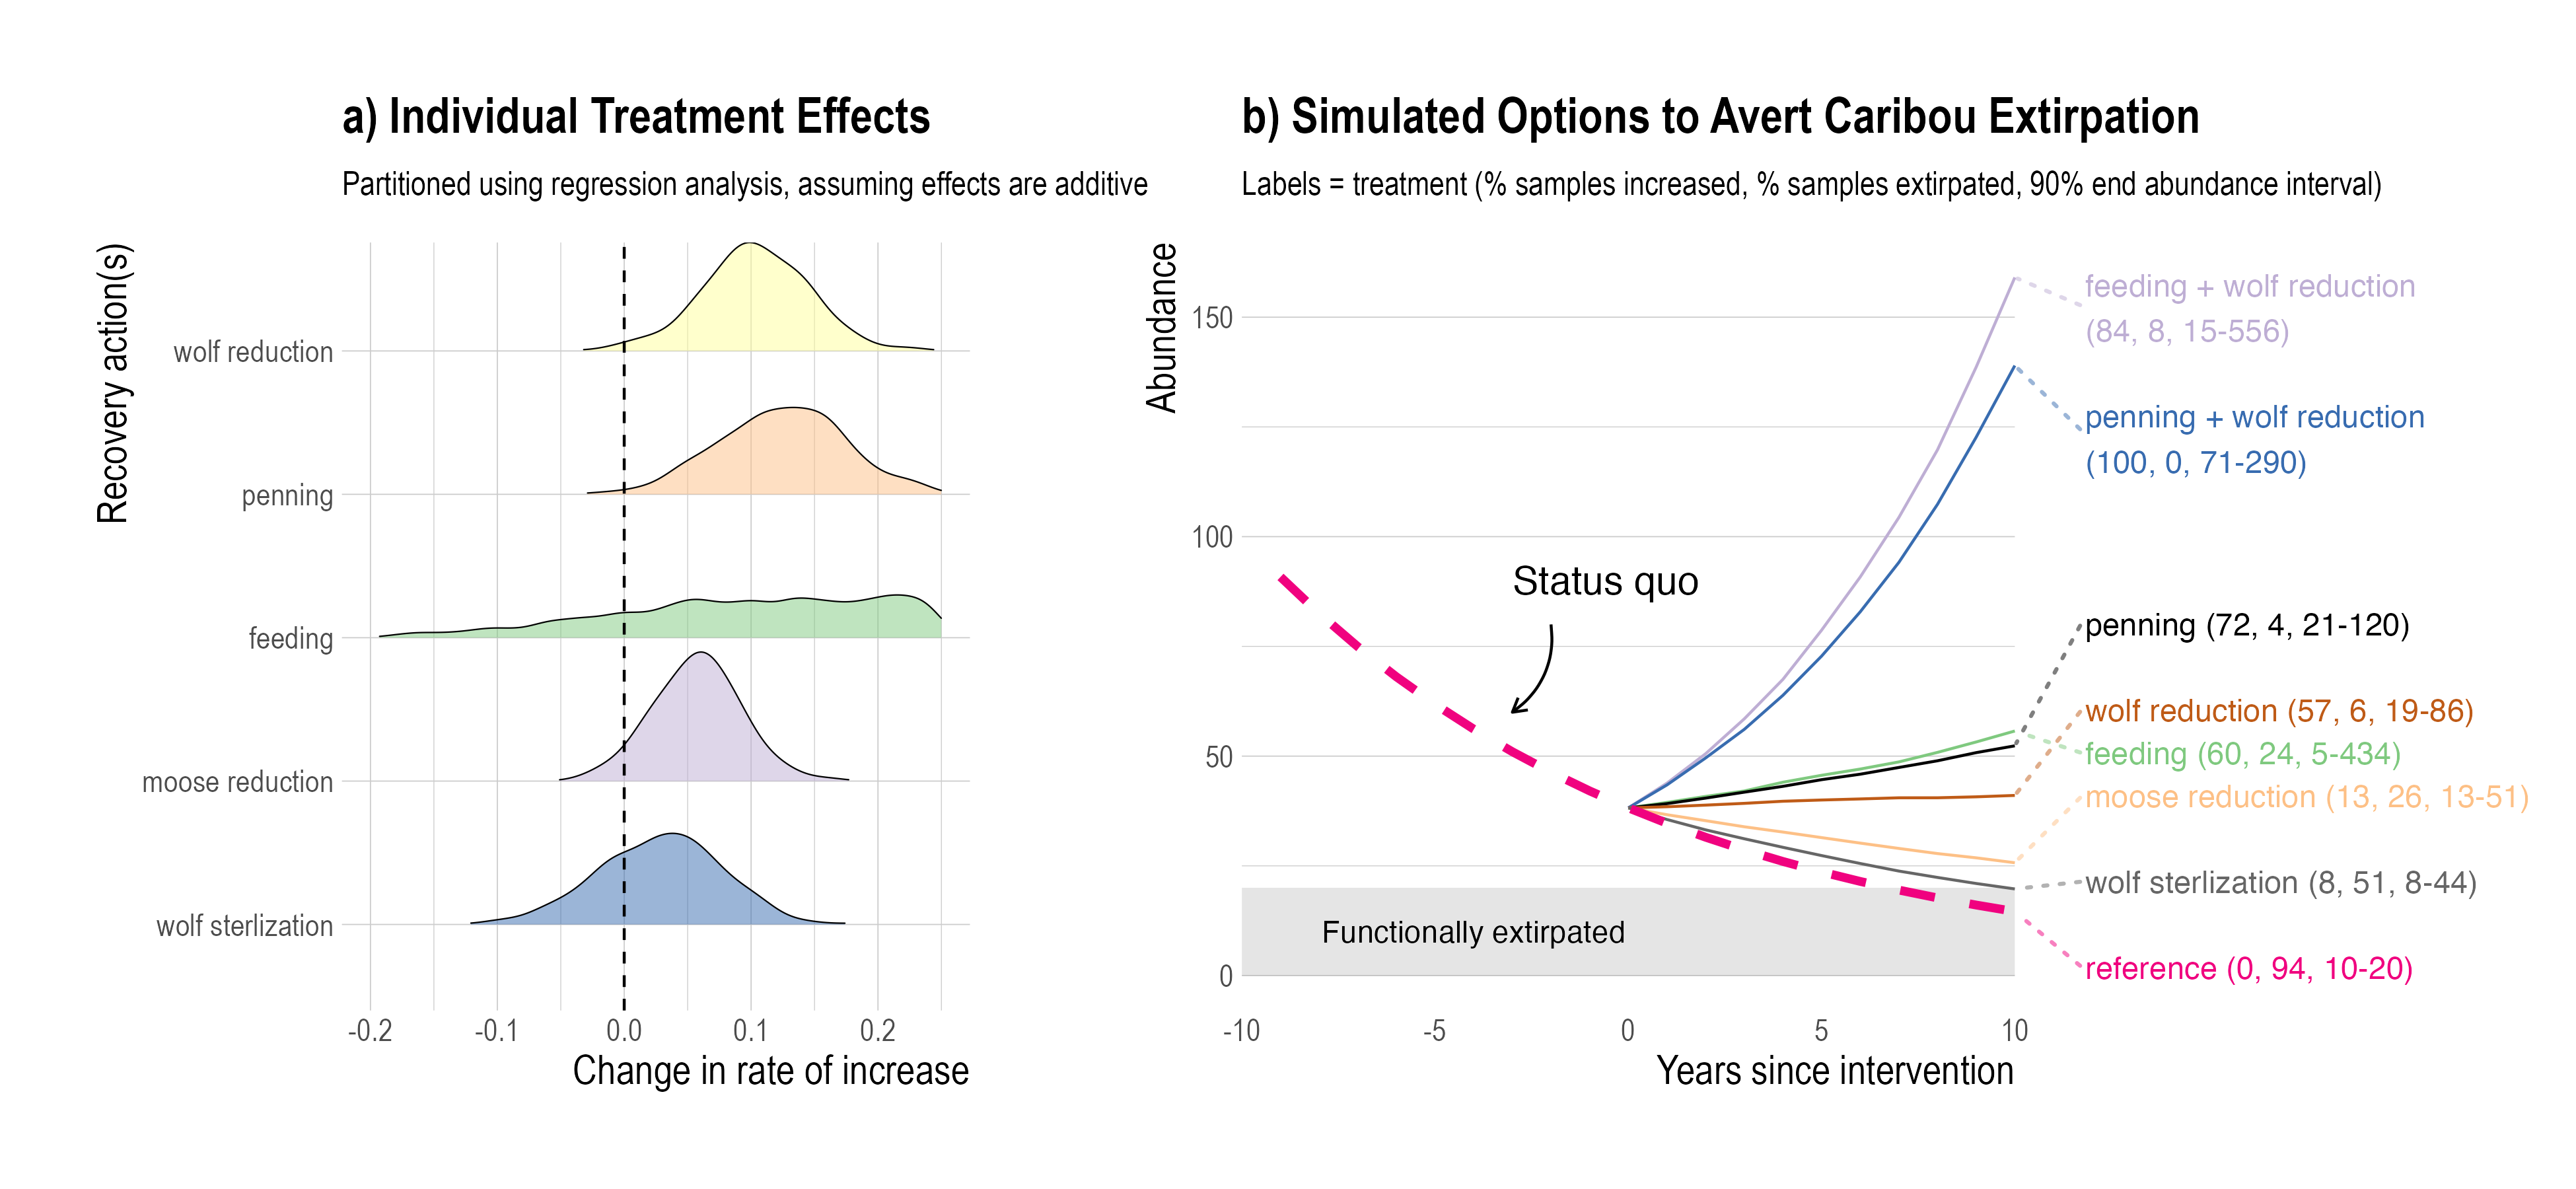 a) Individual Treatment Effects
Partitioned using regression analysis, assuming effects are additive
Recovery action(s)
wolf reduction
penning
feeding
moose reduction
wolf sterlization
-0.2
-0.1
0.0
0.1
0.2
Change in rate of increase
b) Simulated Options to Avert Caribou Extirpation
Labels = treatment (% samples increased, % samples extirpated, 90% end abundance interval)
Abundance
150
100
50
0
Status quo
Functionally extirpated
feeding + wolf reduction
(84, 8, 15-556)
penning + wolf reduction
(100, 0, 71-290)
penning (72, 4, 21-120)
wolf reduction (57, 6, 19-86)
feeding (60, 24, 5-434)
moose reduction (13, 26, 13-51)
wolf sterlization (8, 51, 8-44)
reference (0, 94, 10-20)
-10
-5
0
5
10
Years since intervention